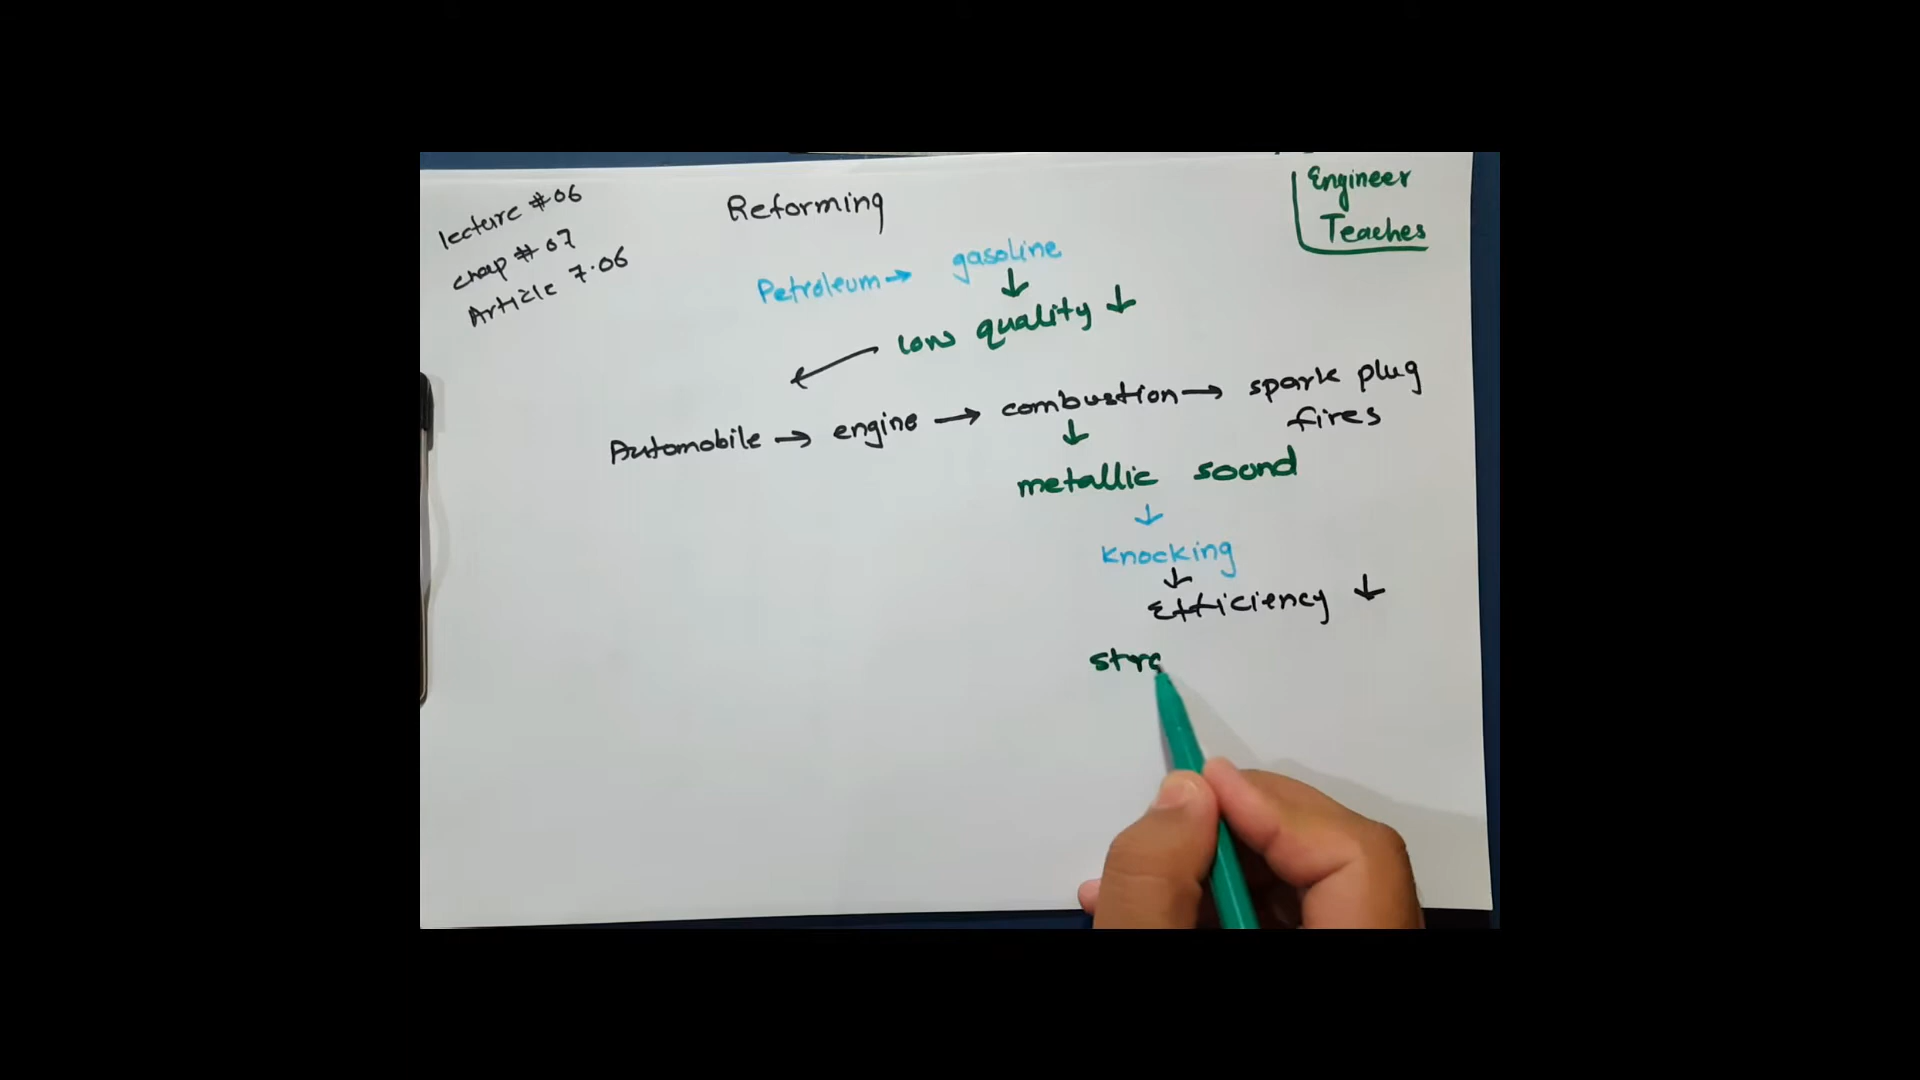 lecture #06
chap # 07
Article 7.06
Reforming
Engineer
Teaches
Petroleum → gasoline
↓
low quality ↓
Automobile → engine → combustion → spark plug
fires
↓
metallic sound
↓
Knocking
↓
Efficiency ↓
stra